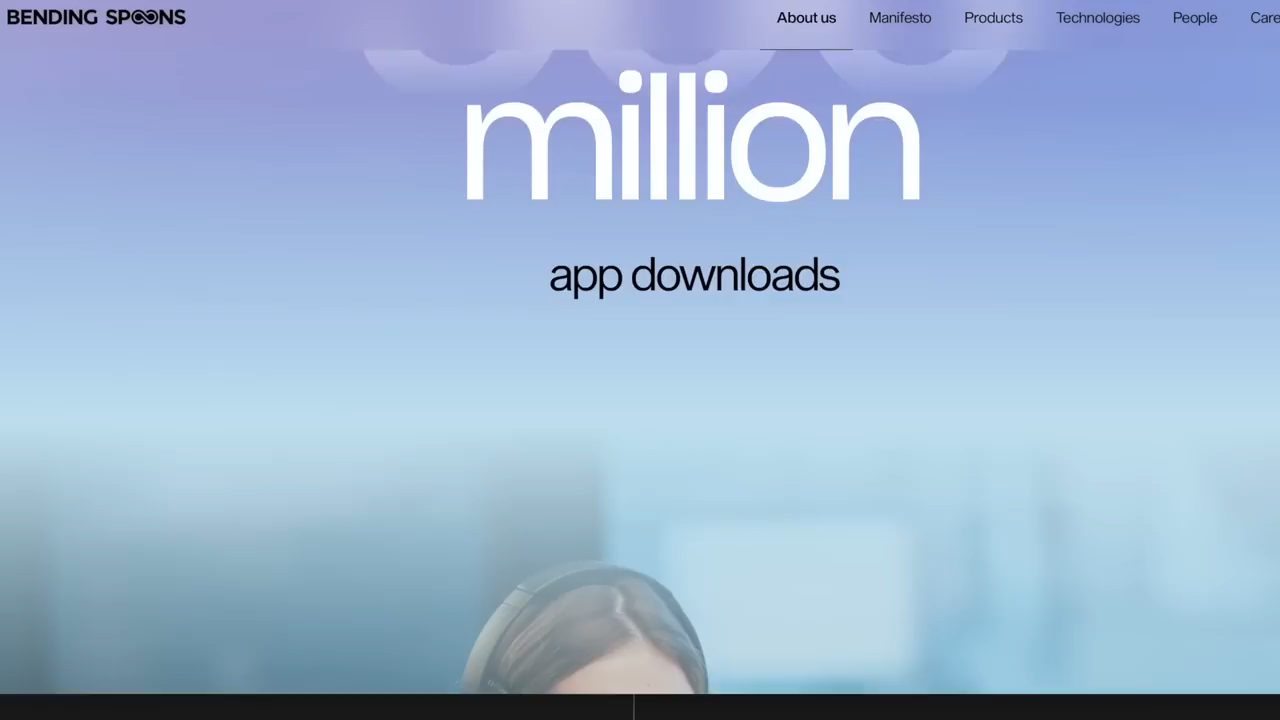 BENDING SPOONS
About us
Manifesto
Products
Technologies
People
million
app downloads